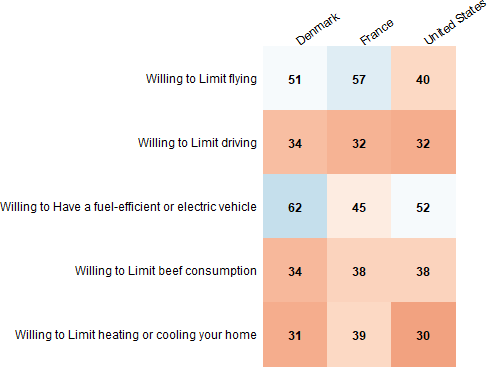 Denmark France United States
Willing to Limit flying 51 57 40
Willing to Limit driving 34 32 32
Willing to Have a fuel-efficient or electric vehicle 62 45 52
Willing to Limit beef consumption 34 38 38
Willing to Limit heating or cooling your home 31 39 30